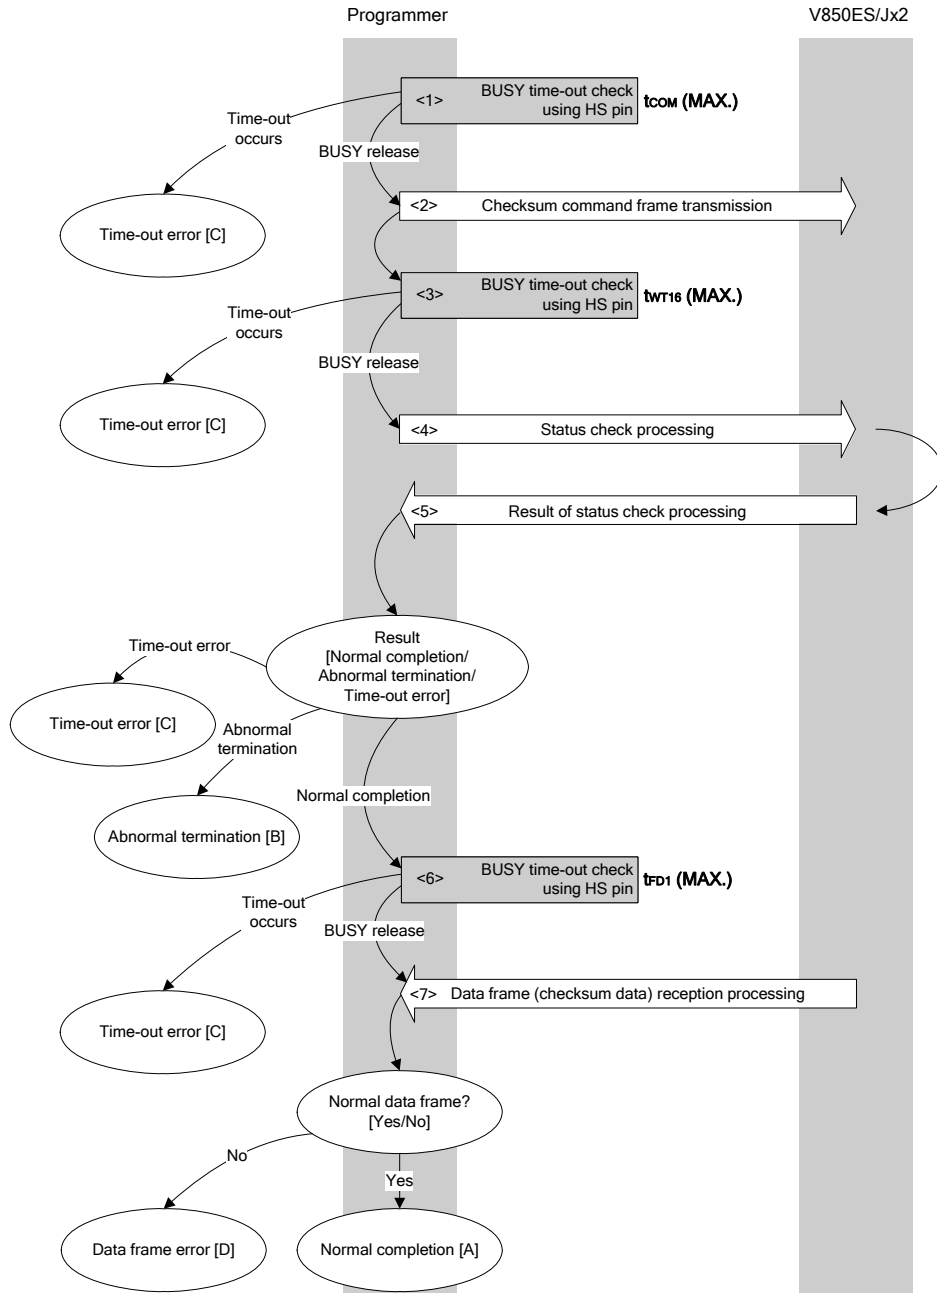 Programmer
V850ES/Jx2
<1>
BUSY time-out check
using HS pin
tCOM (MAX.)
Time-out
occurs
BUSY release
<2>
Checksum command frame transmission
Time-out error [C]
<3>
BUSY time-out check
using HS pin
tWT16 (MAX.)
Time-out
occurs
BUSY release
Time-out error [C]
<4>
Status check processing
<5>
Result of status check processing
Result
[Normal completion/
Abnormal termination/
Time-out error]
Time-out error
Time-out error [C]
Abnormal
termination
Normal completion
Abnormal termination [B]
<6>
BUSY time-out check
using HS pin
tFD1 (MAX.)
Time-out
occurs
BUSY release
<7>
Data frame (checksum data) reception processing
Time-out error [C]
Normal data frame?
[Yes/No]
No
Yes
Data frame error [D]
Normal completion [A]